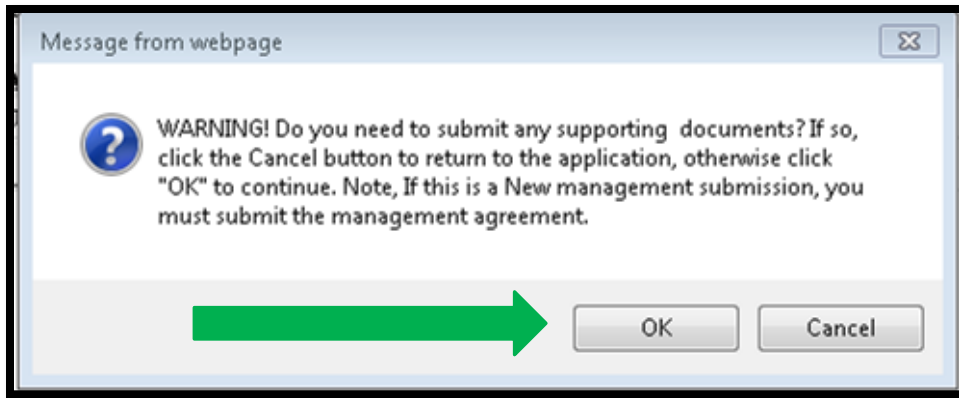 Message from webpage
WARNING! Do you need to submit any supporting  documents? If so,
click the Cancel button to return to the application, otherwise click
"OK" to continue. Note, If this is a New management submission, you
must submit the management agreement.
OK
Cancel